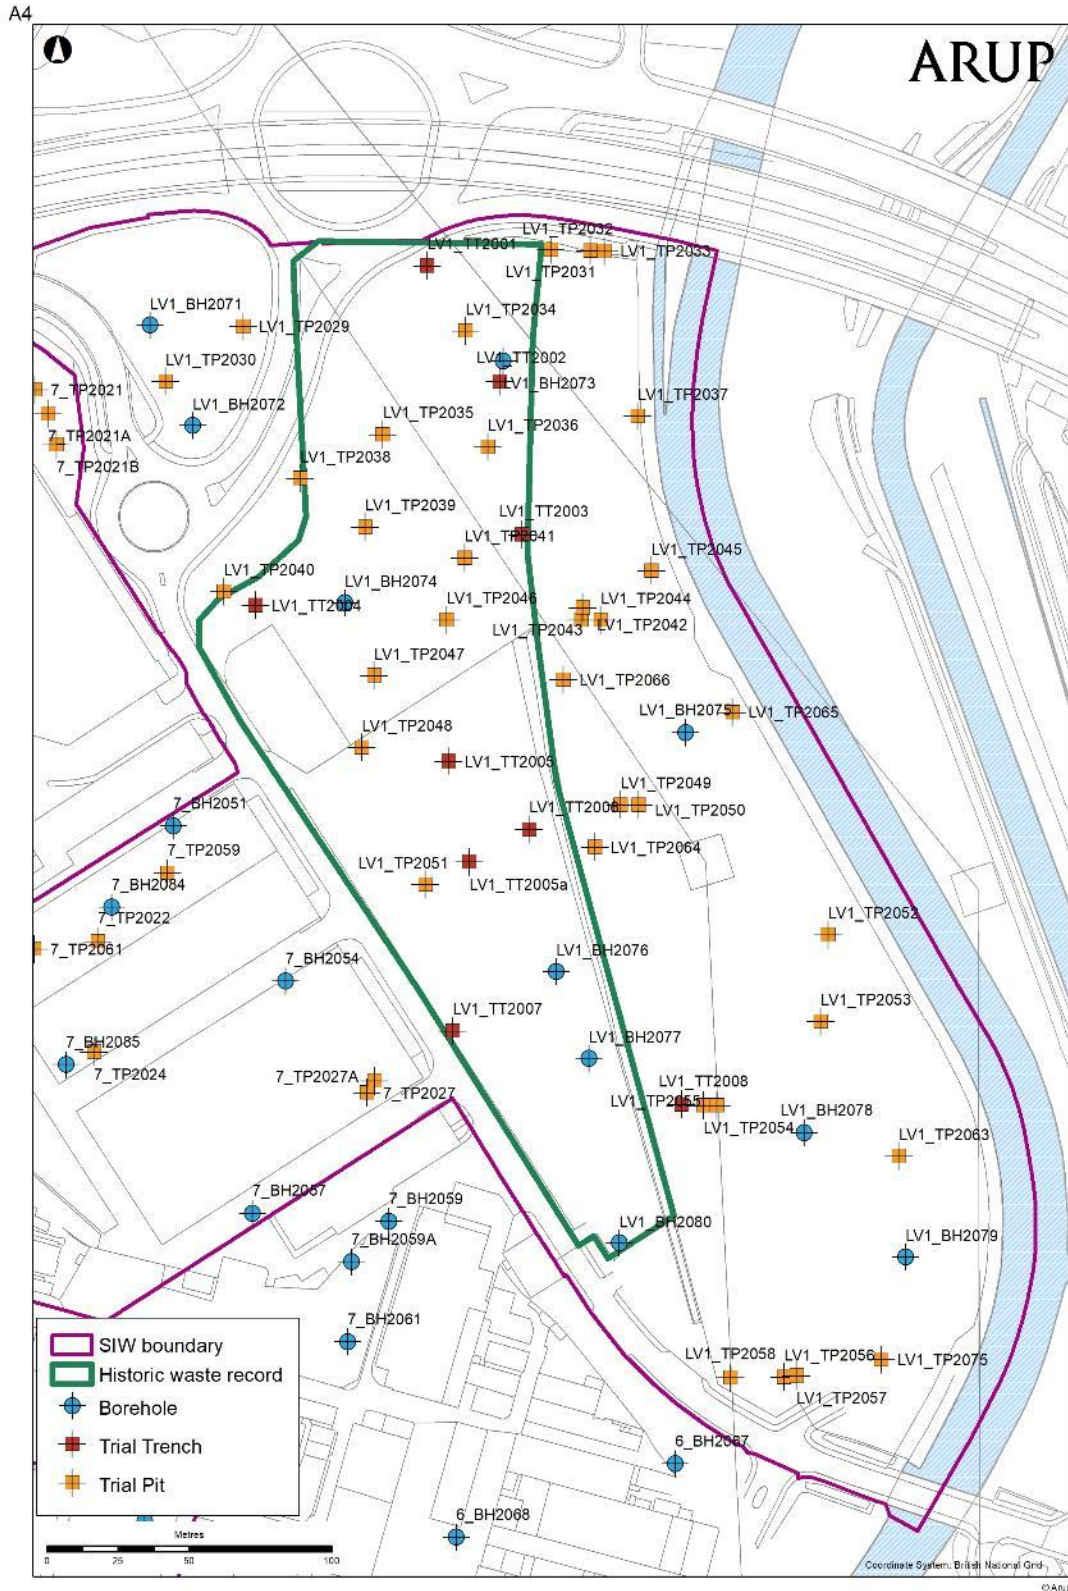 A4
ARUP
LV1_TP2032
LV1_TT2001
LV1_TP2033
LV1_TP2031
LV1_BH2071
LV1_TP2034
LV1_TP2029
LV1_TT2002
LV1_TP2030
LV1_BH2073
7_TP2021
LV1_TP2037
LV1_BH2072
LV1_TP2035
LV1_TP2036
7_TP2021A
7_TP2021B
LV1_TP2038
LV1_TT2003
LV1_TP2039
LV1_TP2041
LV1_TP2045
LV1_TP2040
LV1_BH2074
LV1_TT2004
LV1_TP2046
LV1_TP2044
LV1_TP2043
LV1_TP2042
LV1_TP2047
LV1_TP2066
LV1_BH2075
LV1_TP2065
LV1_TP2048
LV1_TT2005
LV1_TP2049
7_BH2051
LV1_TT2006
LV1_TP2050
7_TP2059
LV1_TP2064
LV1_TP2051
7_BH2084
LV1_TT2005a
7_TP2022
LV1_TP2052
7_TP2061
7_BH2054
LV1_BH2076
LV1_TP2053
LV1_TT2007
7_BH2085
LV1_BH2077
7_TP2024
7_TP2027A
LV1_TT2008
7_TP2027
LV1_TP2055
LV1_BH2078
LV1_TP2054
LV1_TP2063
7_BH2057
7_BH2059
LV1_BH2080
7_BH2059A
LV1_BH2079
7_BH2061
SIW boundary
LV1_TP2058
LV1_TP2056
LV1_TP2075
Historic waste record
LV1_TP2057
Borehole
Trial Trench
6_BH2067
Trial Pit
6_BH2068
Metres
0 25 50 100
Coordinate System: British National Grid
©Arup